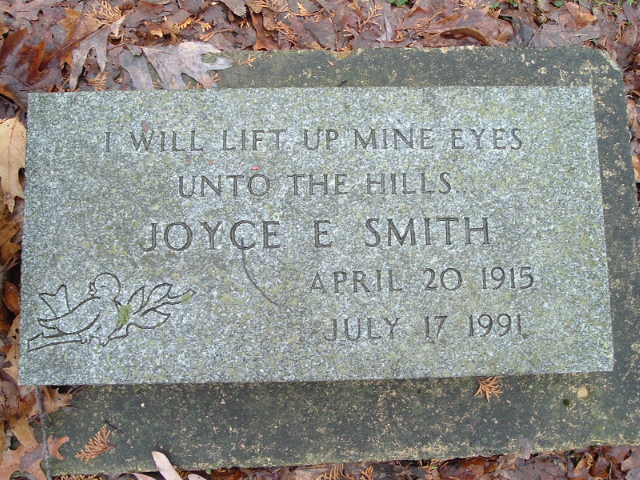 I WILL LIFT UP MINE EYES
UNTO THE HILLS
JOYCE E SMITH
APRIL 20 1915
JULY 17 1991